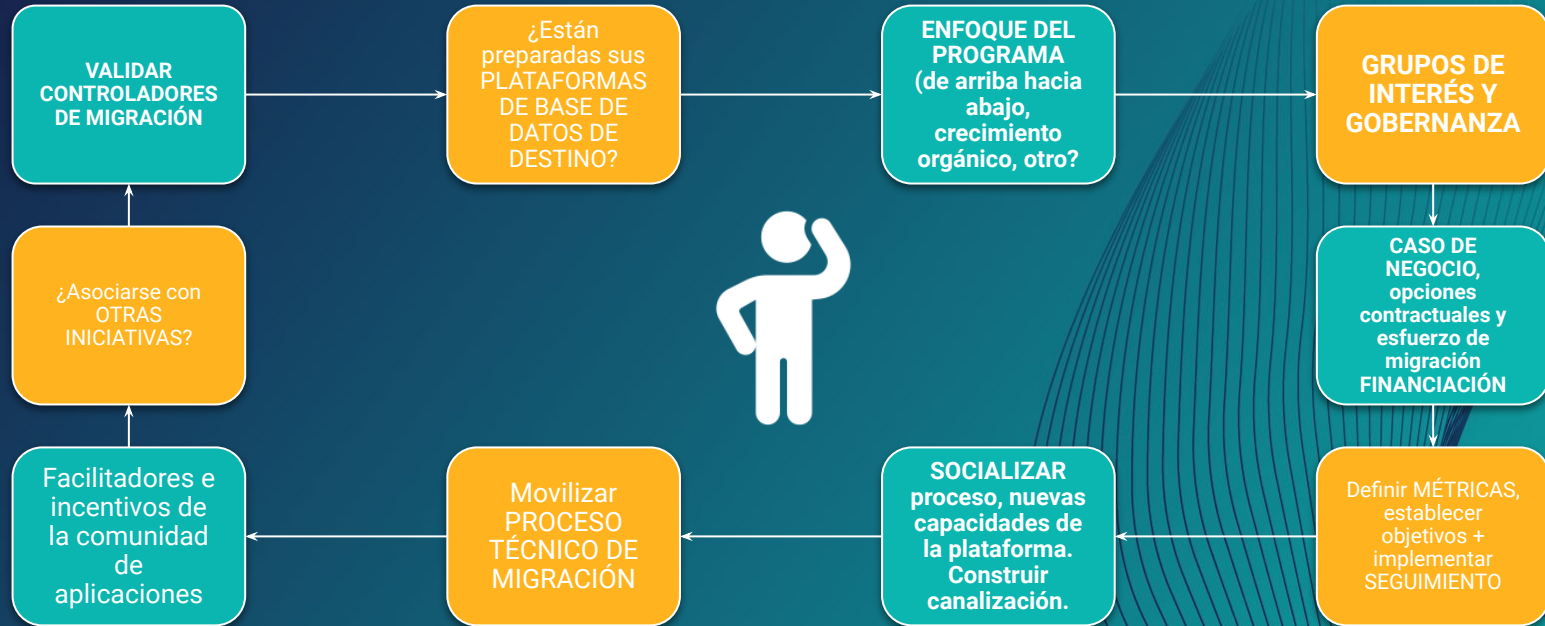 VALIDAR
CONTROLADORES
DE MIGRACIÓN
¿Están
preparadas sus
PLATAFORMAS
DE BASE DE
DATOS DE
DESTINO?
ENFOQUE DEL
PROGRAMA
(de arriba hacia
abajo,
crecimiento
orgánico, otro?
GRUPOS DE
INTERÉS Y
GOBERNANZA
CASO DE
NEGOCIO,
opciones
contractuales y
esfuerzo de
migración
FINANCIACIÓN
Definir MÉTRICAS,
establecer
objetivos +
implementar
SEGUIMIENTO
SOCIALIZAR
proceso, nuevas
capacidades de
la plataforma.
Construir
canalización.
Movilizar
PROCESO
TÉCNICO DE
MIGRACIÓN
Facilitadores e
incentivos de
la comunidad
de
aplicaciones
¿Asociarse con
OTRAS
INICIATIVAS?